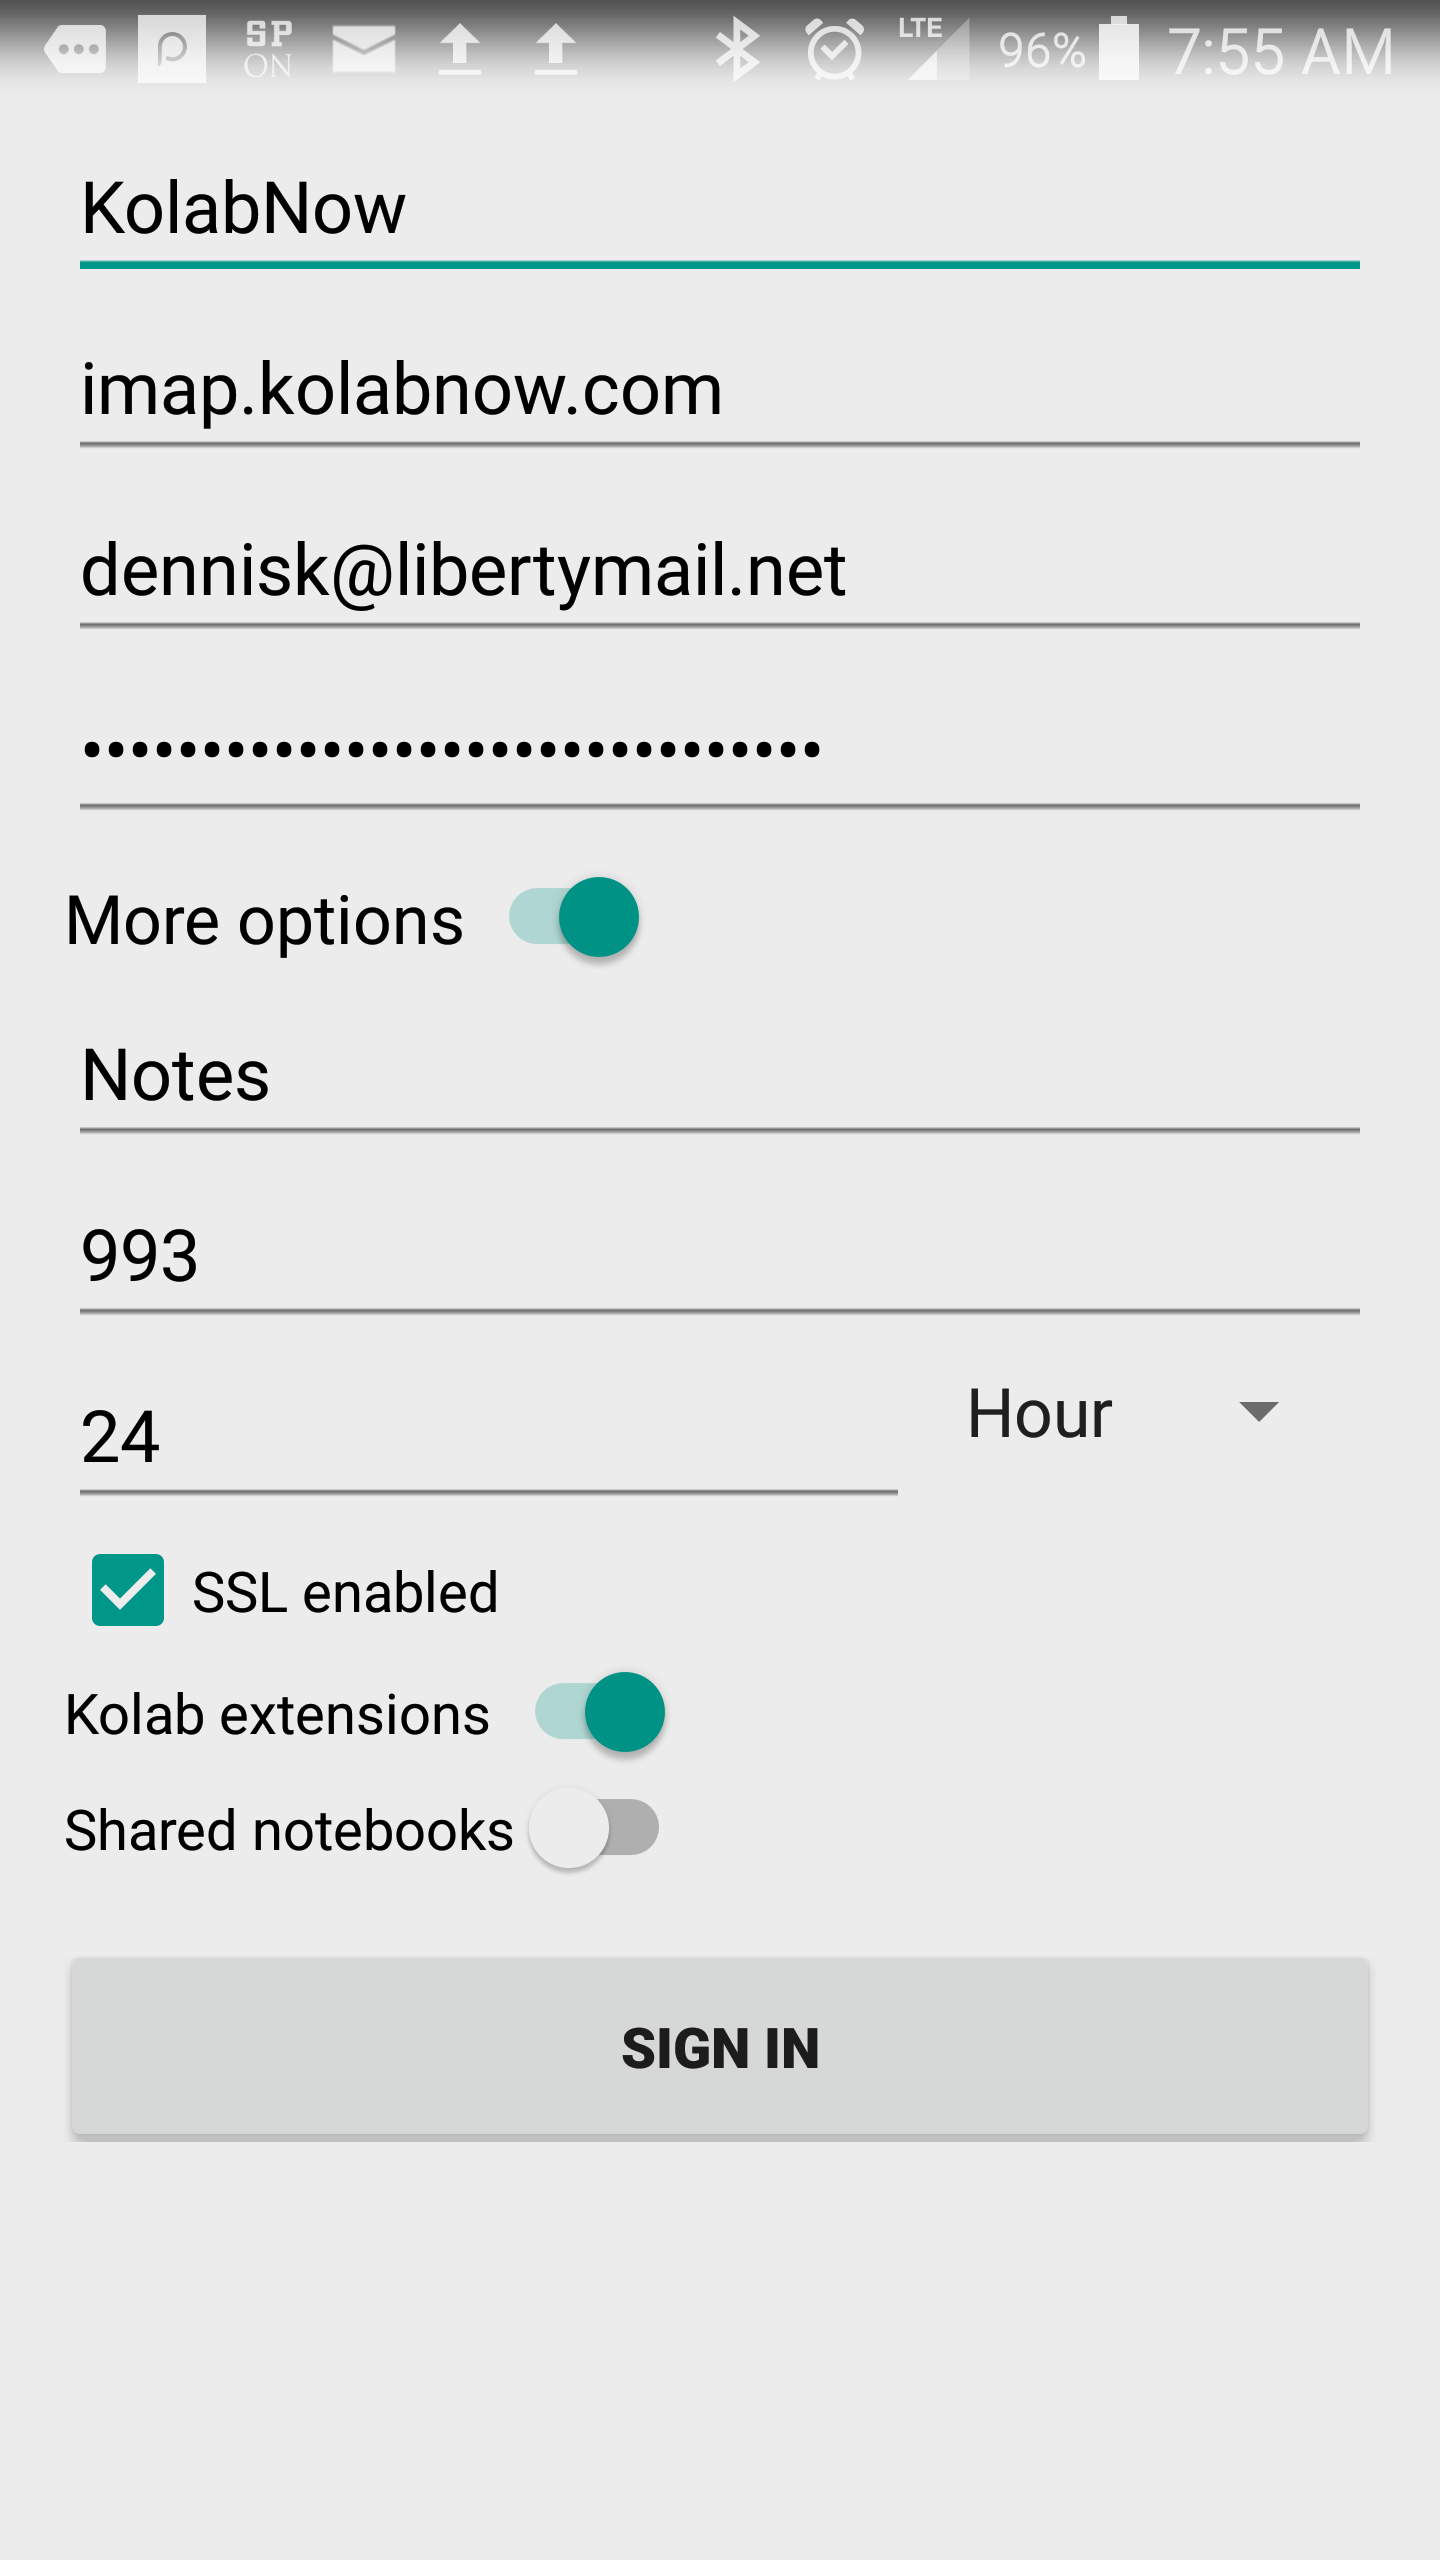 SP
ON
LTE
96%
7:55 AM
KolabNow
imap.kolabnow.com
dennisk@libertymail.net
•••••••••••••••••••••••••••••••
More options
Notes
993
24
Hour
SSL enabled
Kolab extensions
Shared notebooks
SIGN IN